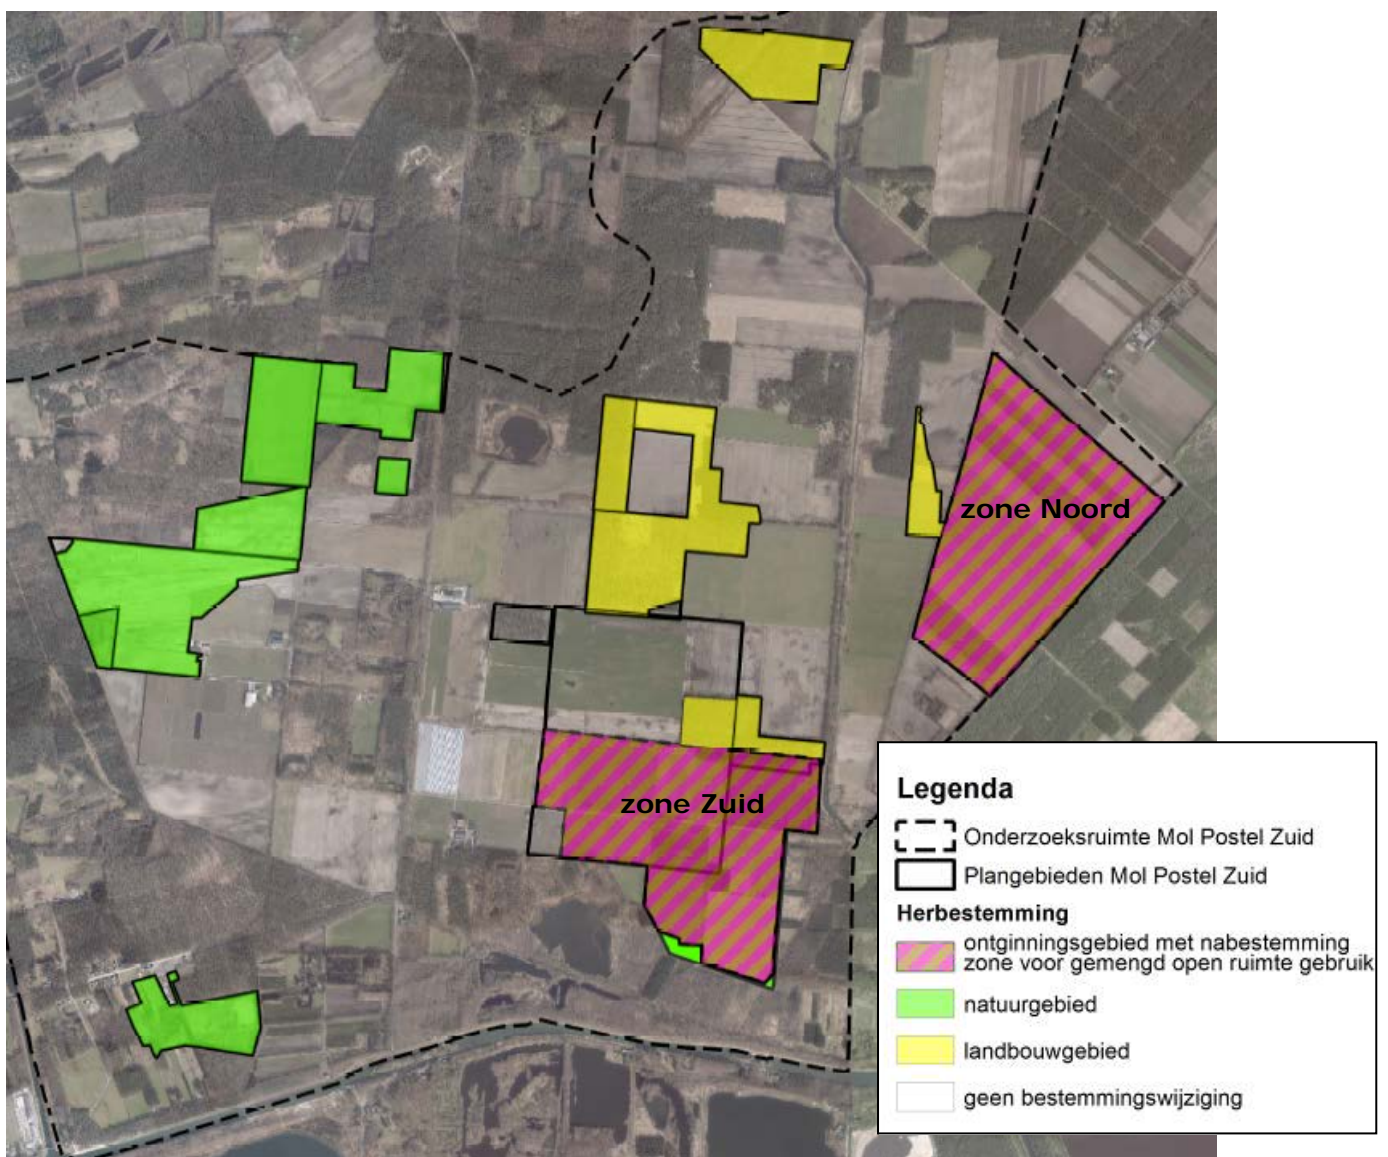 zone Noord
zone Zuid
Legenda
Onderzoeksruimte Mol Postel Zuid
Plangebieden Mol Postel Zuid
Herbestemming
ontginningsgebied met nabestemming
zone voor gemengd open ruimte gebruik
natuurgebied
landbouwgebied
geen bestemmingswijziging